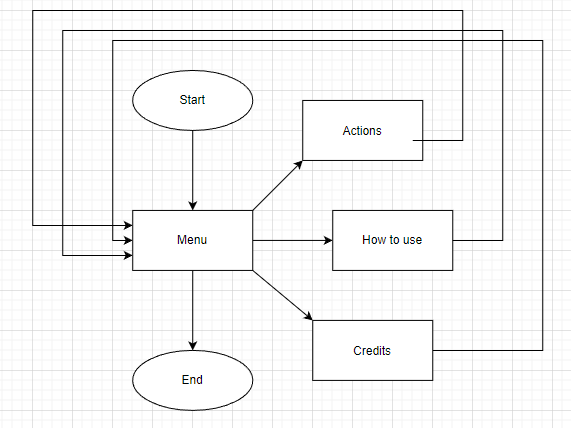 Start
Actions
Menu
How to use
Credits
End